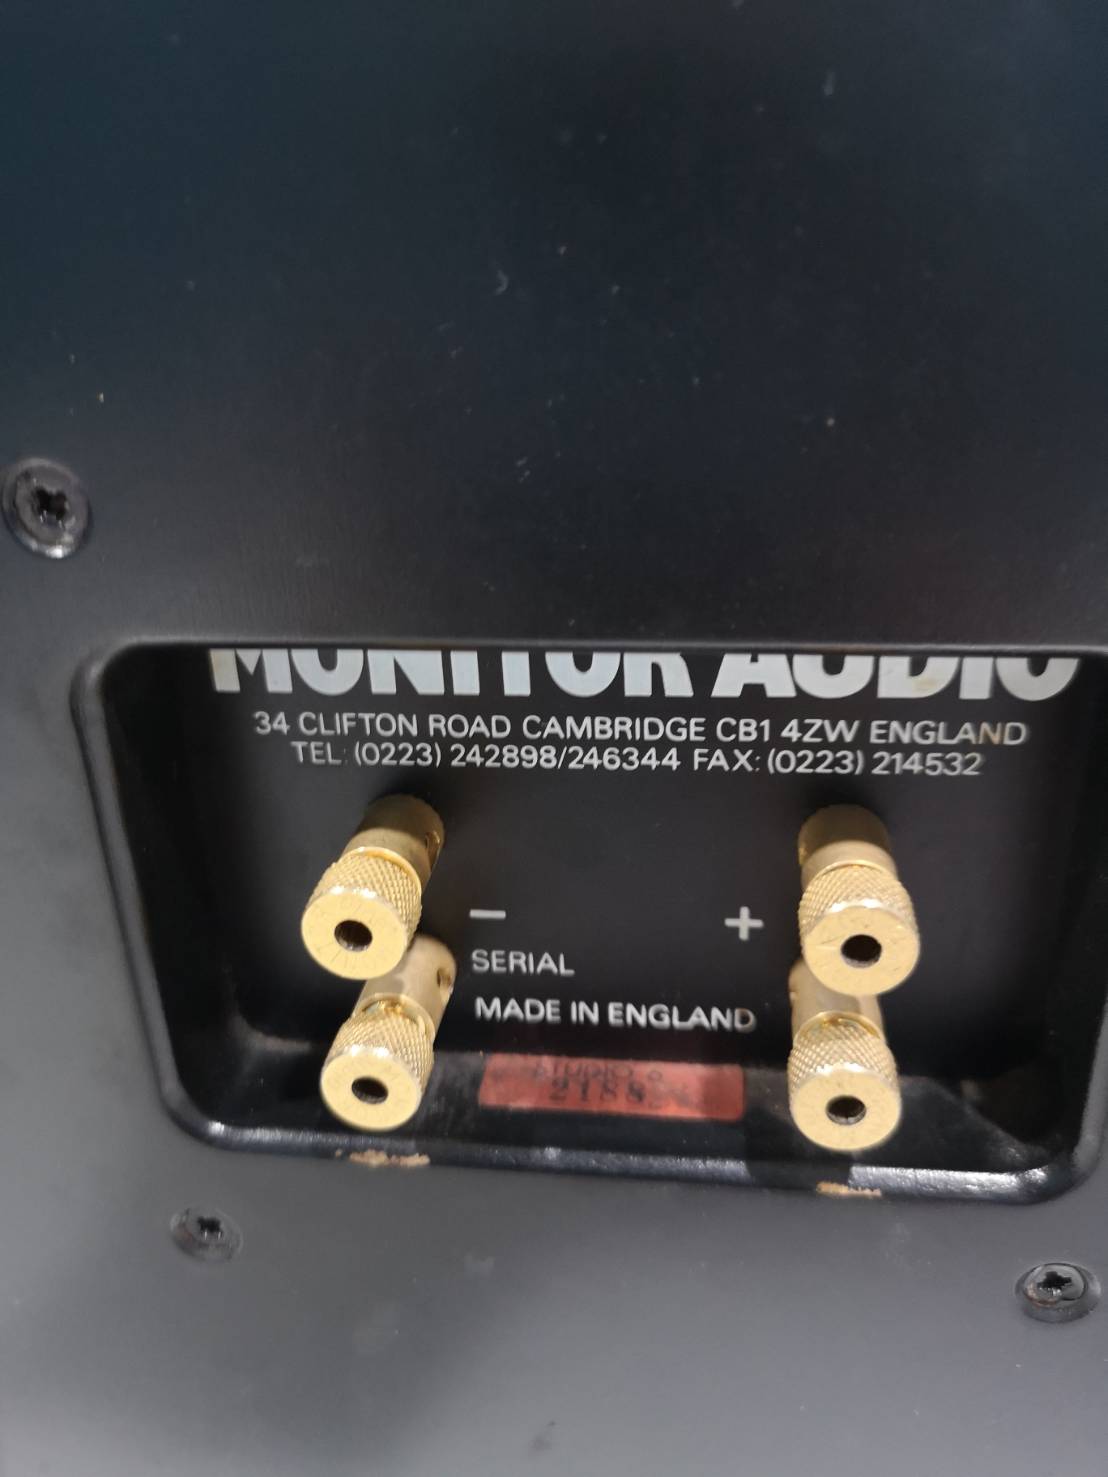 MONITOR AUDIO
34 CLIFTON ROAD CAMBRIDGE CB1 4ZW ENGLAND
TEL: (0223) 242898/246344 FAX: (0223) 214532
− +
SERIAL
MADE IN ENGLAND